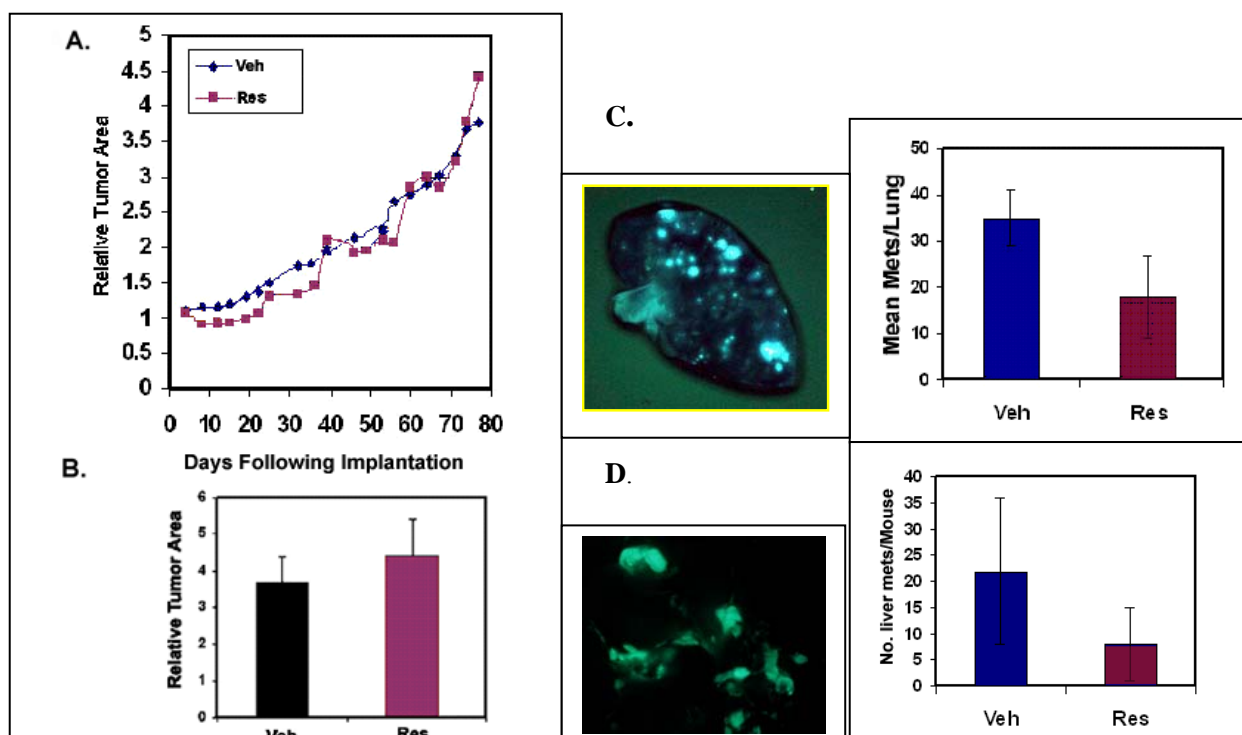 A.
5
4.5
4
3.5
3
2.5
2
1.5
1
0.5
0
Relative Tumor Area
Veh
Res
0 10 20 30 40 50 60 70 80
Days Following Implantation
B.
6
5
4
3
2
1
0
Relative Tumor Area
Veh Res
C.
50
40
30
20
10
0
Mean Mets/Lung
Veh Res
D.
40
35
30
25
20
15
10
5
0
No. liver mets/Mouse
Veh Res